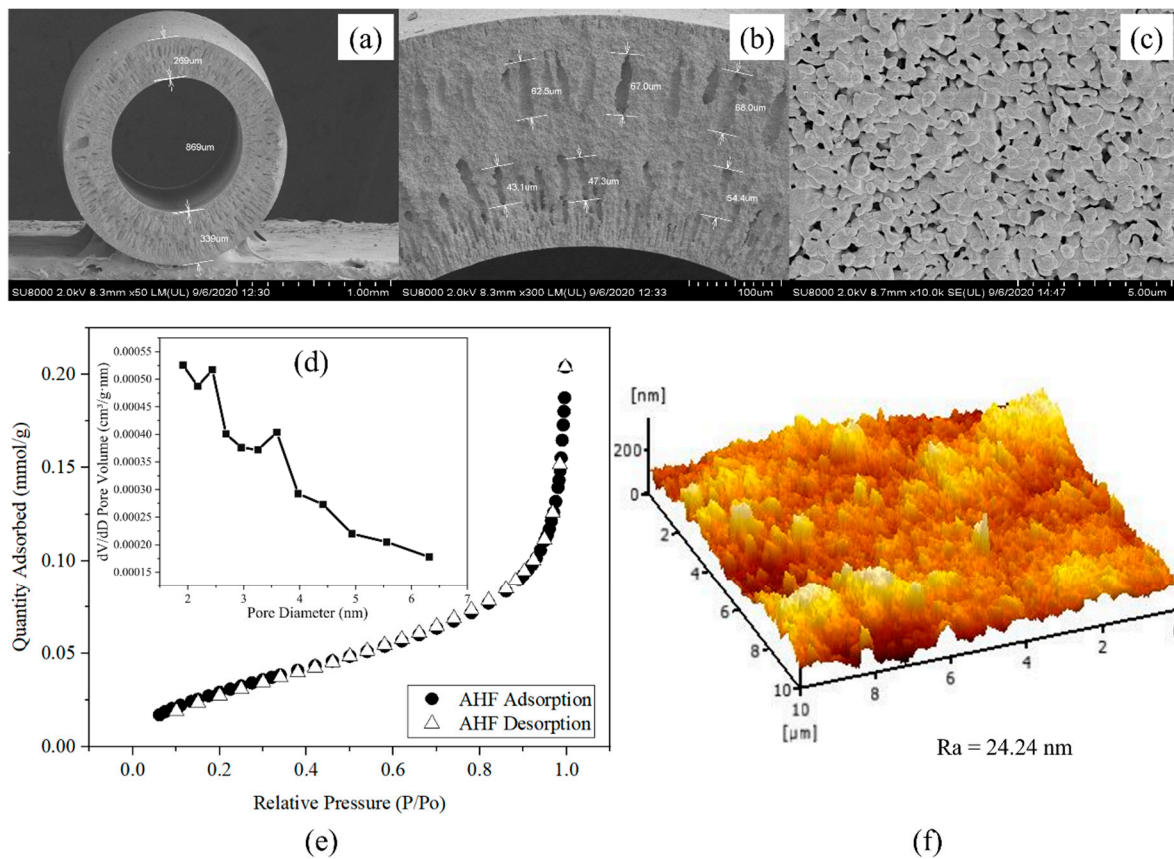 (a)
269um
869um
339um
SU8000 2.0kV 8.3mm x50 LM(UL) 9/6/2020 12:30 1.00mm
(b)
62.5um
67.0um
68.0um
43.1um
47.3um
54.4um
SU8000 2.0kV 8.3mm x300 LM(UL) 9/6/2020 12:33 100um
(c)
SU8000 2.0kV 8.7mm x10.0k SE(UL) 9/6/2020 14:47 5.00um
(d)
dV/dD Pore Volume (cm³/g·nm)
0.00055
0.00050
0.00045
0.00040
0.00035
0.00030
0.00025
0.00020
0.00015
2 3 4 5 6 7
Pore Diameter (nm)
Quantity Adsorbed (mmol/g)
0.20
0.15
0.10
0.05
0.00
AHF Adsorption
AHF Desorption
0.0 0.2 0.4 0.6 0.8 1.0
Relative Pressure (P/Po)
(e)
[nm]
200
0
2
4
6
8
10
10
8
6
4
2
[µm]
Ra = 24.24 nm
(f)